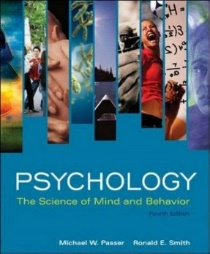 PSYCHOLOGY
The Science of Mind and Behavior
Fourth Edition
Michael W. Passer Ronald E. Smith